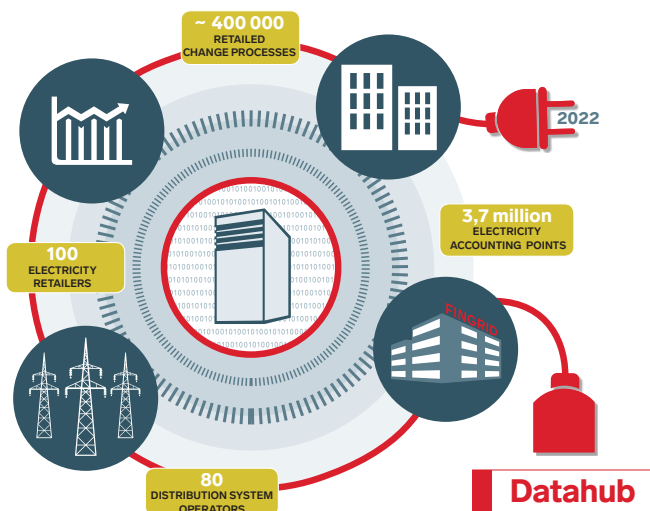 ~ 400 000
RETAILED
CHANGE PROCESSES
2022
3,7 million
ELECTRICITY
ACCOUNTING POINTS
100
ELECTRICITY
RETAILERS
FINGRID
80
DISTRIBUTION SYSTEM
OPERATORS
Datahub